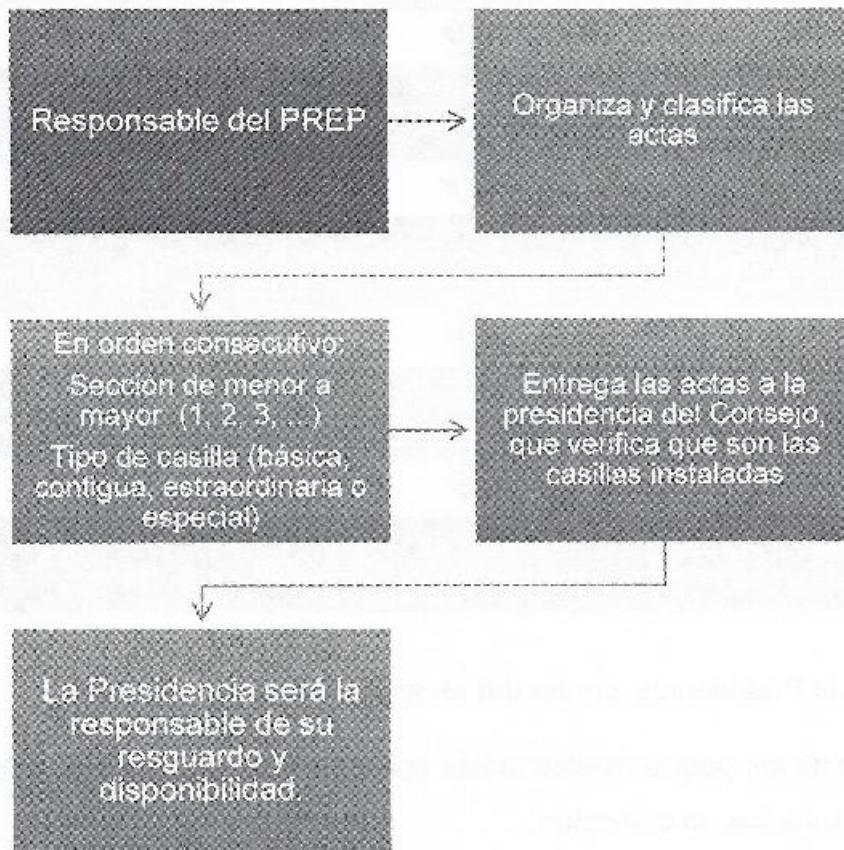 Responsable del PREP
Organiza y clasifica las
actas
En orden consecutivo:
Sección de menor a
mayor (1, 2, 3, ...)
Tipo de casilla (básica,
contigua, estraordinaria o
especial)
Entrega las actas a la
presidencia del Consejo,
que verifica que son las
casillas instaladas
La Presidencia será la
responsable de su
resguardo y
disponibilidad.